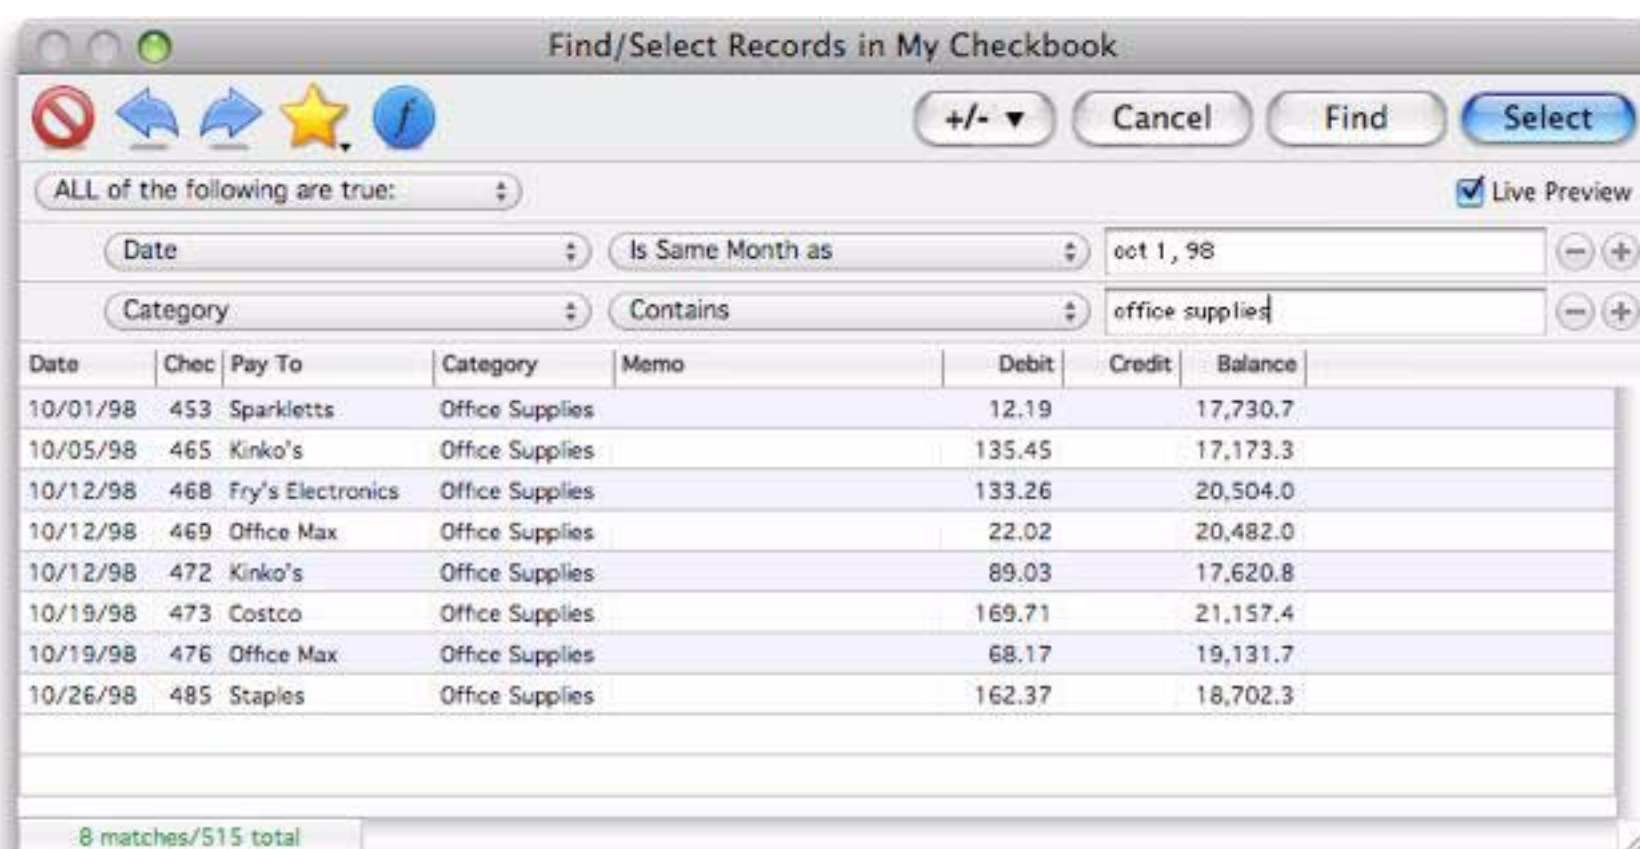 Find/Select Records in My Checkbook
+/- ▼ Cancel Find Select
ALL of the following are true: Live Preview
Date Is Same Month as oct 1, 98
Category Contains office supplies
Date Chec Pay To Category Memo Debit Credit Balance
10/01/98 453 Sparkletts Office Supplies 12.19 17,730.7
10/05/98 465 Kinko's Office Supplies 135.45 17,173.3
10/12/98 468 Fry's Electronics Office Supplies 133.26 20,504.0
10/12/98 469 Office Max Office Supplies 22.02 20,482.0
10/12/98 472 Kinko's Office Supplies 89.03 17,620.8
10/19/98 473 Costco Office Supplies 169.71 21,157.4
10/19/98 476 Office Max Office Supplies 68.17 19,131.7
10/26/98 485 Staples Office Supplies 162.37 18,702.3
8 matches/515 total